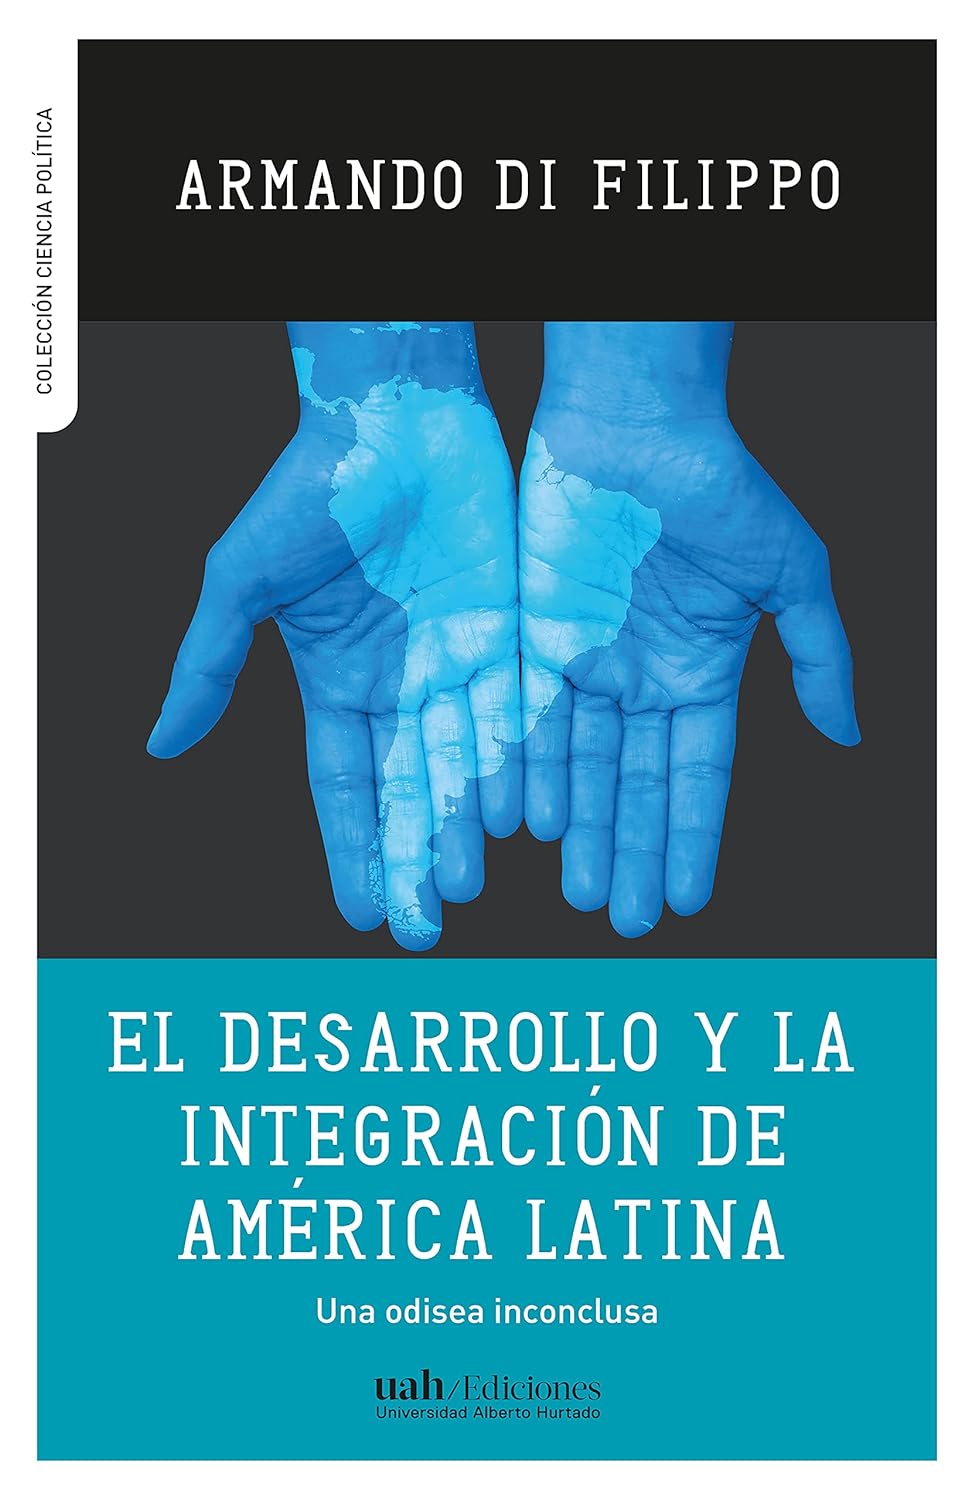 COLECCIÓN CIENCIA POLÍTICA
ARMANDO DI FILIPPO
EL DESARROLLO Y LA
INTEGRACIÓN DE
AMÉRICA LATINA
Una odisea inconclusa
uah/Ediciones
Universidad Alberto Hurtado